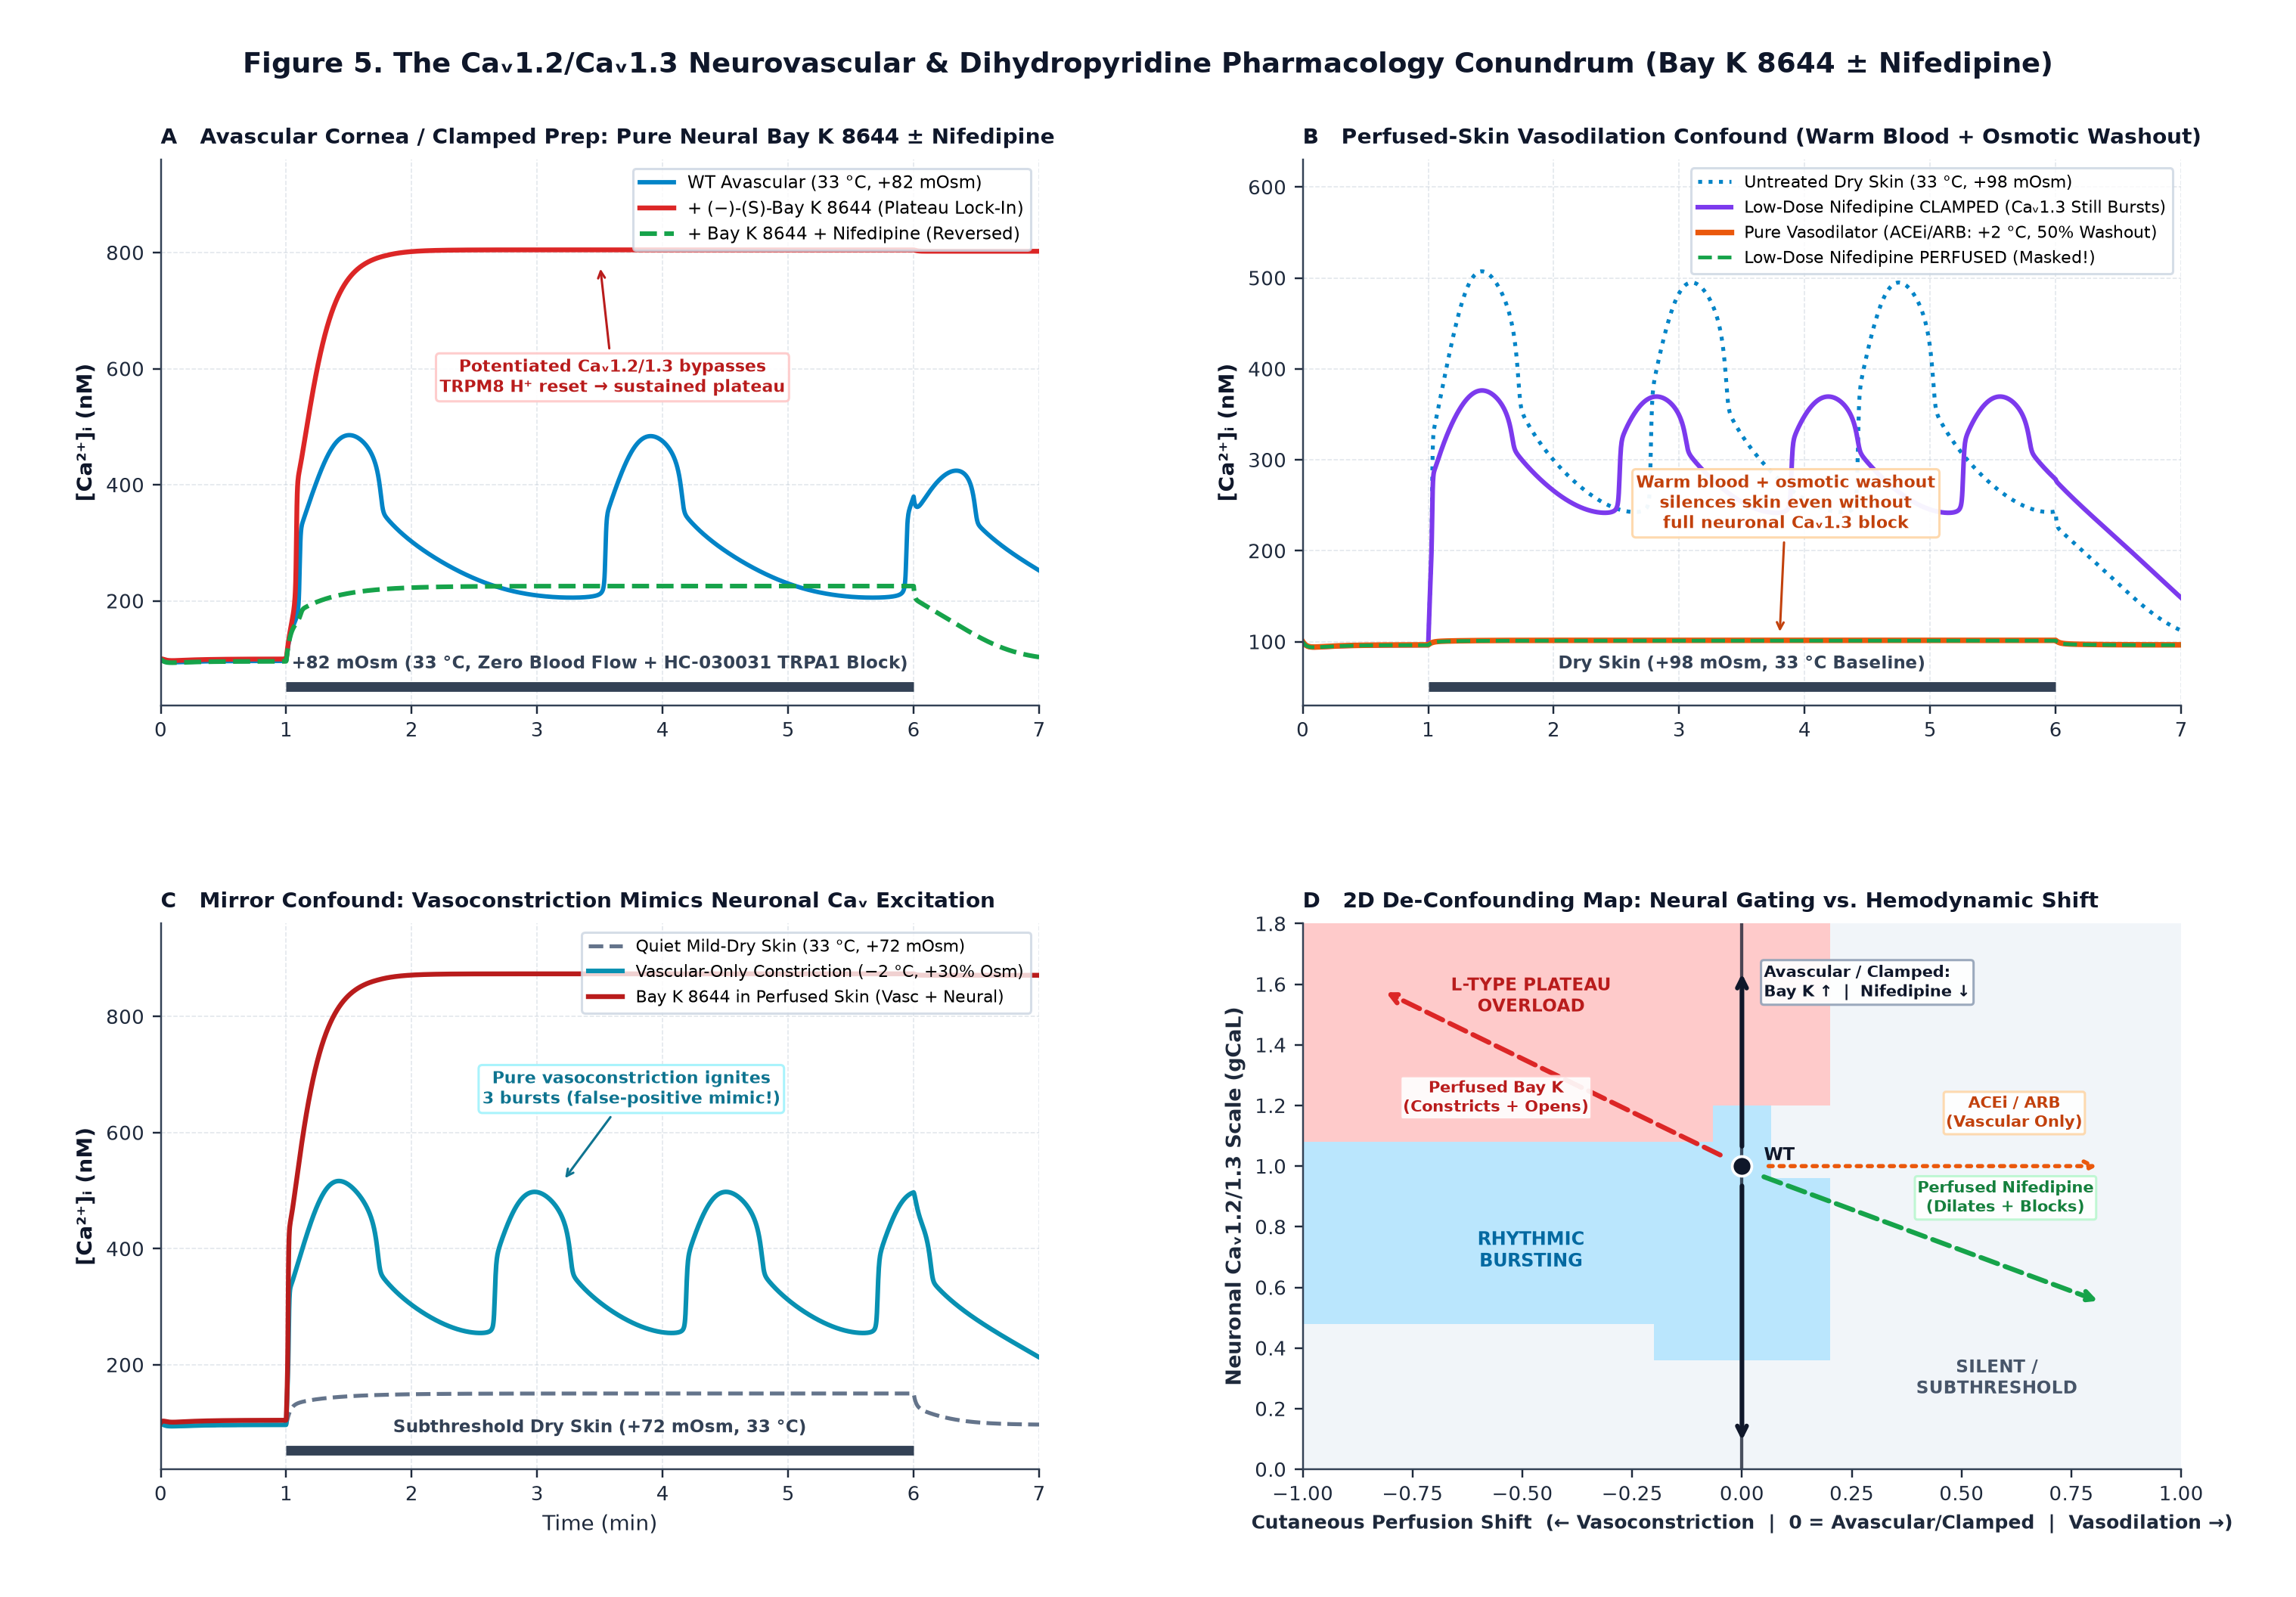 Figure 5. The Caᵥ1.2/Caᵥ1.3 Neurovascular & Dihydropyridine Pharmacology Conundrum (Bay K 8644 ± Nifedipine)
A Avascular Cornea / Clamped Prep: Pure Neural Bay K 8644 ± Nifedipine
WT Avascular (33 °C, +82 mOsm)
+ (−)-(S)-Bay K 8644 (Plateau Lock-In)
+ Bay K 8644 + Nifedipine (Reversed)
800
600
400
200
[Ca²⁺]ᵢ (nM)
Potentiated Caᵥ1.2/1.3 bypasses
TRPM8 H⁺ reset → sustained plateau
+82 mOsm (33 °C, Zero Blood Flow + HC-030031 TRPA1 Block)
0 1 2 3 4 5 6 7
B Perfused-Skin Vasodilation Confound (Warm Blood + Osmotic Washout)
Untreated Dry Skin (33 °C, +98 mOsm)
Low-Dose Nifedipine CLAMPED (Caᵥ1.3 Still Bursts)
Pure Vasodilator (ACEi/ARB: +2 °C, 50% Washout)
Low-Dose Nifedipine PERFUSED (Masked!)
600
500
400
300
200
100
[Ca²⁺]ᵢ (nM)
Warm blood + osmotic washout
silences skin even without
full neuronal Caᵥ1.3 block
Dry Skin (+98 mOsm, 33 °C Baseline)
0 1 2 3 4 5 6 7
C Mirror Confound: Vasoconstriction Mimics Neuronal Caᵥ Excitation
Quiet Mild-Dry Skin (33 °C, +72 mOsm)
Vascular-Only Constriction (−2 °C, +30% Osm)
Bay K 8644 in Perfused Skin (Vasc + Neural)
800
600
400
200
[Ca²⁺]ᵢ (nM)
Pure vasoconstriction ignites
3 bursts (false-positive mimic!)
Subthreshold Dry Skin (+72 mOsm, 33 °C)
0 1 2 3 4 5 6 7
Time (min)
D 2D De-Confounding Map: Neural Gating vs. Hemodynamic Shift
1.8
1.6
1.4
1.2
1.0
0.8
0.6
0.4
0.2
0.0
Neuronal Caᵥ1.2/1.3 Scale (gCaL)
L-TYPE PLATEAU
OVERLOAD
Avascular / Clamped:
Bay K ↑ | Nifedipine ↓
Perfused Bay K
(Constricts + Opens)
ACEi / ARB
(Vascular Only)
WT
Perfused Nifedipine
(Dilates + Blocks)
RHYTHMIC
BURSTING
SILENT /
SUBTHRESHOLD
−1.00 −0.75 −0.50 −0.25 0.00 0.25 0.50 0.75 1.00
Cutaneous Perfusion Shift (← Vasoconstriction | 0 = Avascular/Clamped | Vasodilation →)